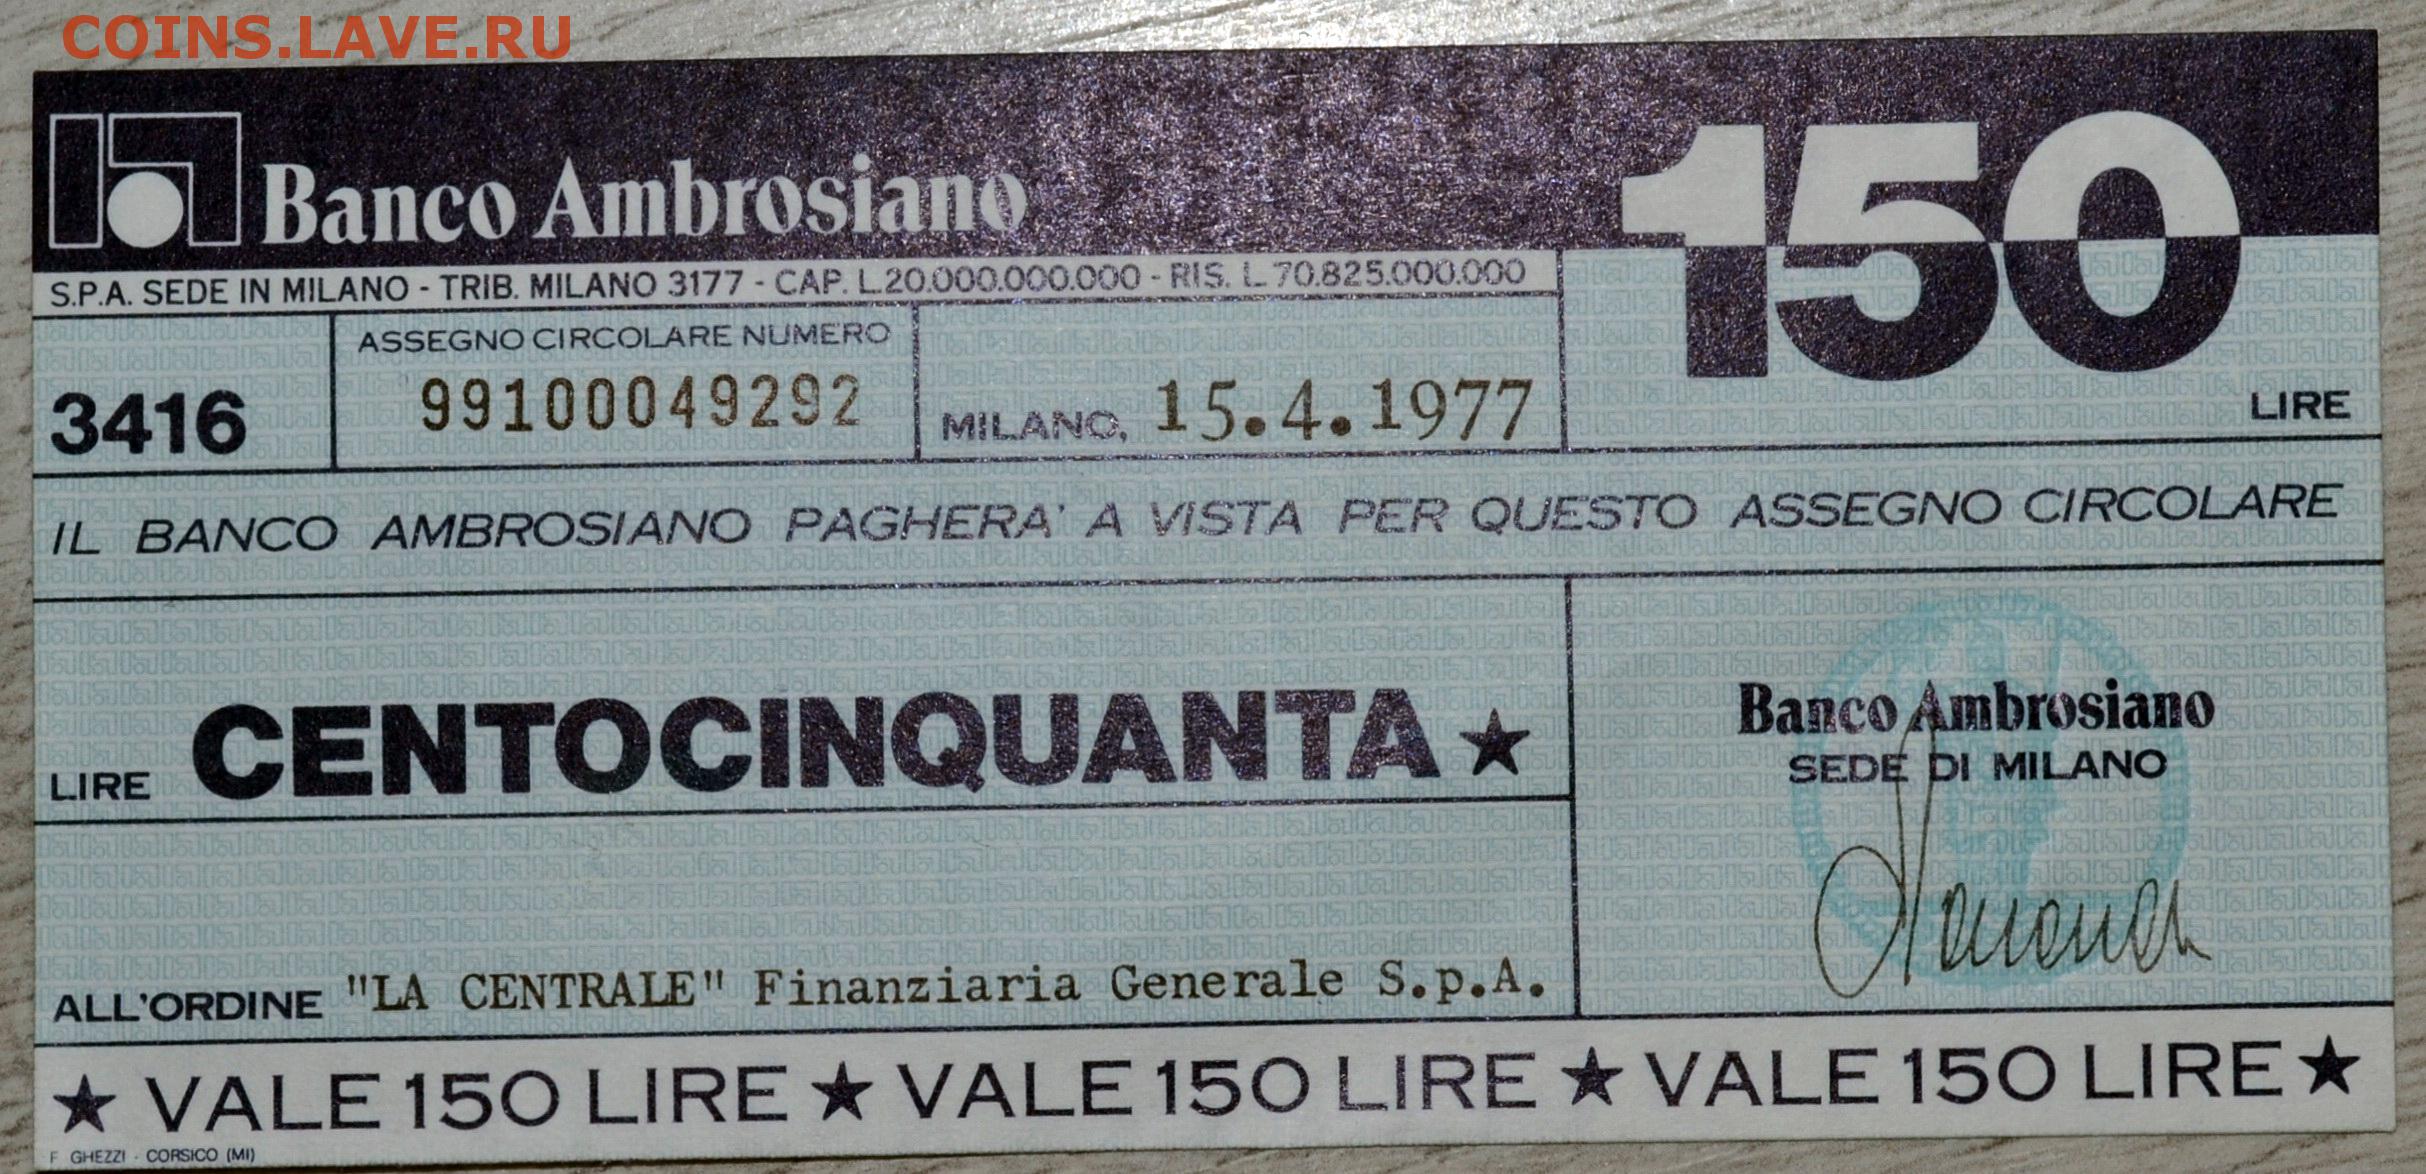 COINS.LAVE.RU
Banco Ambrosiano
150
S.P.A. SEDE IN MILANO - TRIB. MILANO 3177 - CAP. L.20.000.000.000 - RIS. L.70.825.000.000
ASSEGNO CIRCOLARE NUMERO
3416
99100049292
MILANO, 15.4.1977
LIRE
IL BANCO AMBROSIANO PAGHERA' A VISTA PER QUESTO ASSEGNO CIRCOLARE
LIRE CENTOCINQUANTA ★
Banco Ambrosiano
SEDE DI MILANO
ALL'ORDINE "LA CENTRALE" Finanziaria Generale S.p.A.
★ VALE 150 LIRE ★ VALE 150 LIRE ★ VALE 150 LIRE ★
F. GHEZZI - CORSICO (MI)